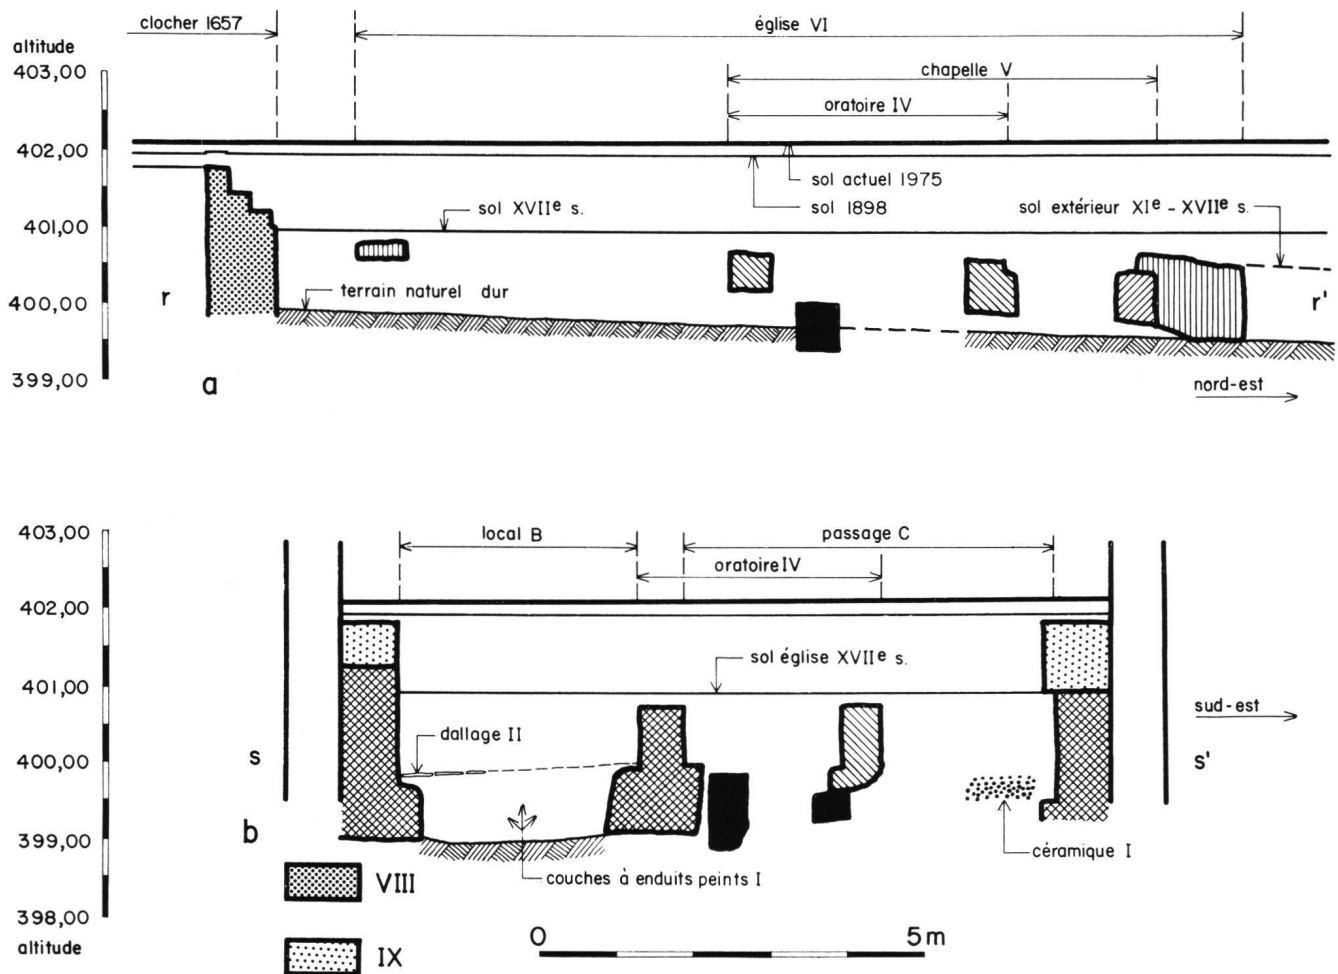 clocher 1657
église VI
altitude
403,00
chapelle V
oratoire IV
402,00
sol actuel 1975
sol XVIIe s.
sol 1898
sol extérieur XIe - XVIIe s.
401,00
terrain naturel dur
400,00
r
r'
399,00
a
nord-est
403,00
local B
passage C
oratoire IV
402,00
sol église XVIIe s.
401,00
sud-est
dallage II
s
s'
400,00
b
399,00
céramique I
couches à enduits peints I
VIII
398,00
altitude
0
5m
IX